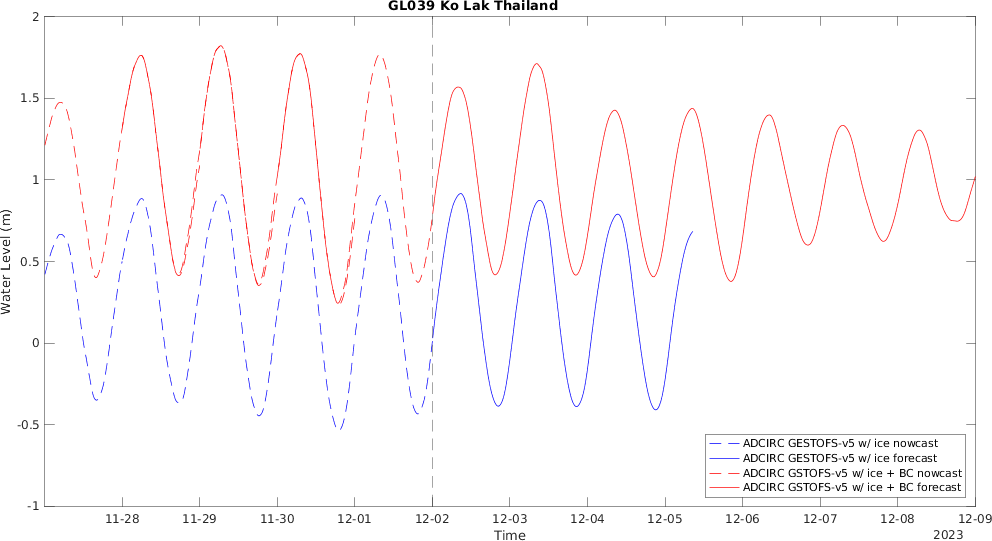 GL039 Ko Lak Thailand
2
1.5
1
0.5
0
-0.5
-1
Water Level (m)
11-28
11-29
11-30
12-01
12-02
12-03
12-04
12-05
12-06
12-07
12-08
12-09
Time
2023
ADCIRC GESTOFS-v5 w/ ice nowcast
ADCIRC GESTOFS-v5 w/ ice forecast
ADCIRC GSTOFS-v5 w/ ice + BC nowcast
ADCIRC GSTOFS-v5 w/ ice + BC forecast